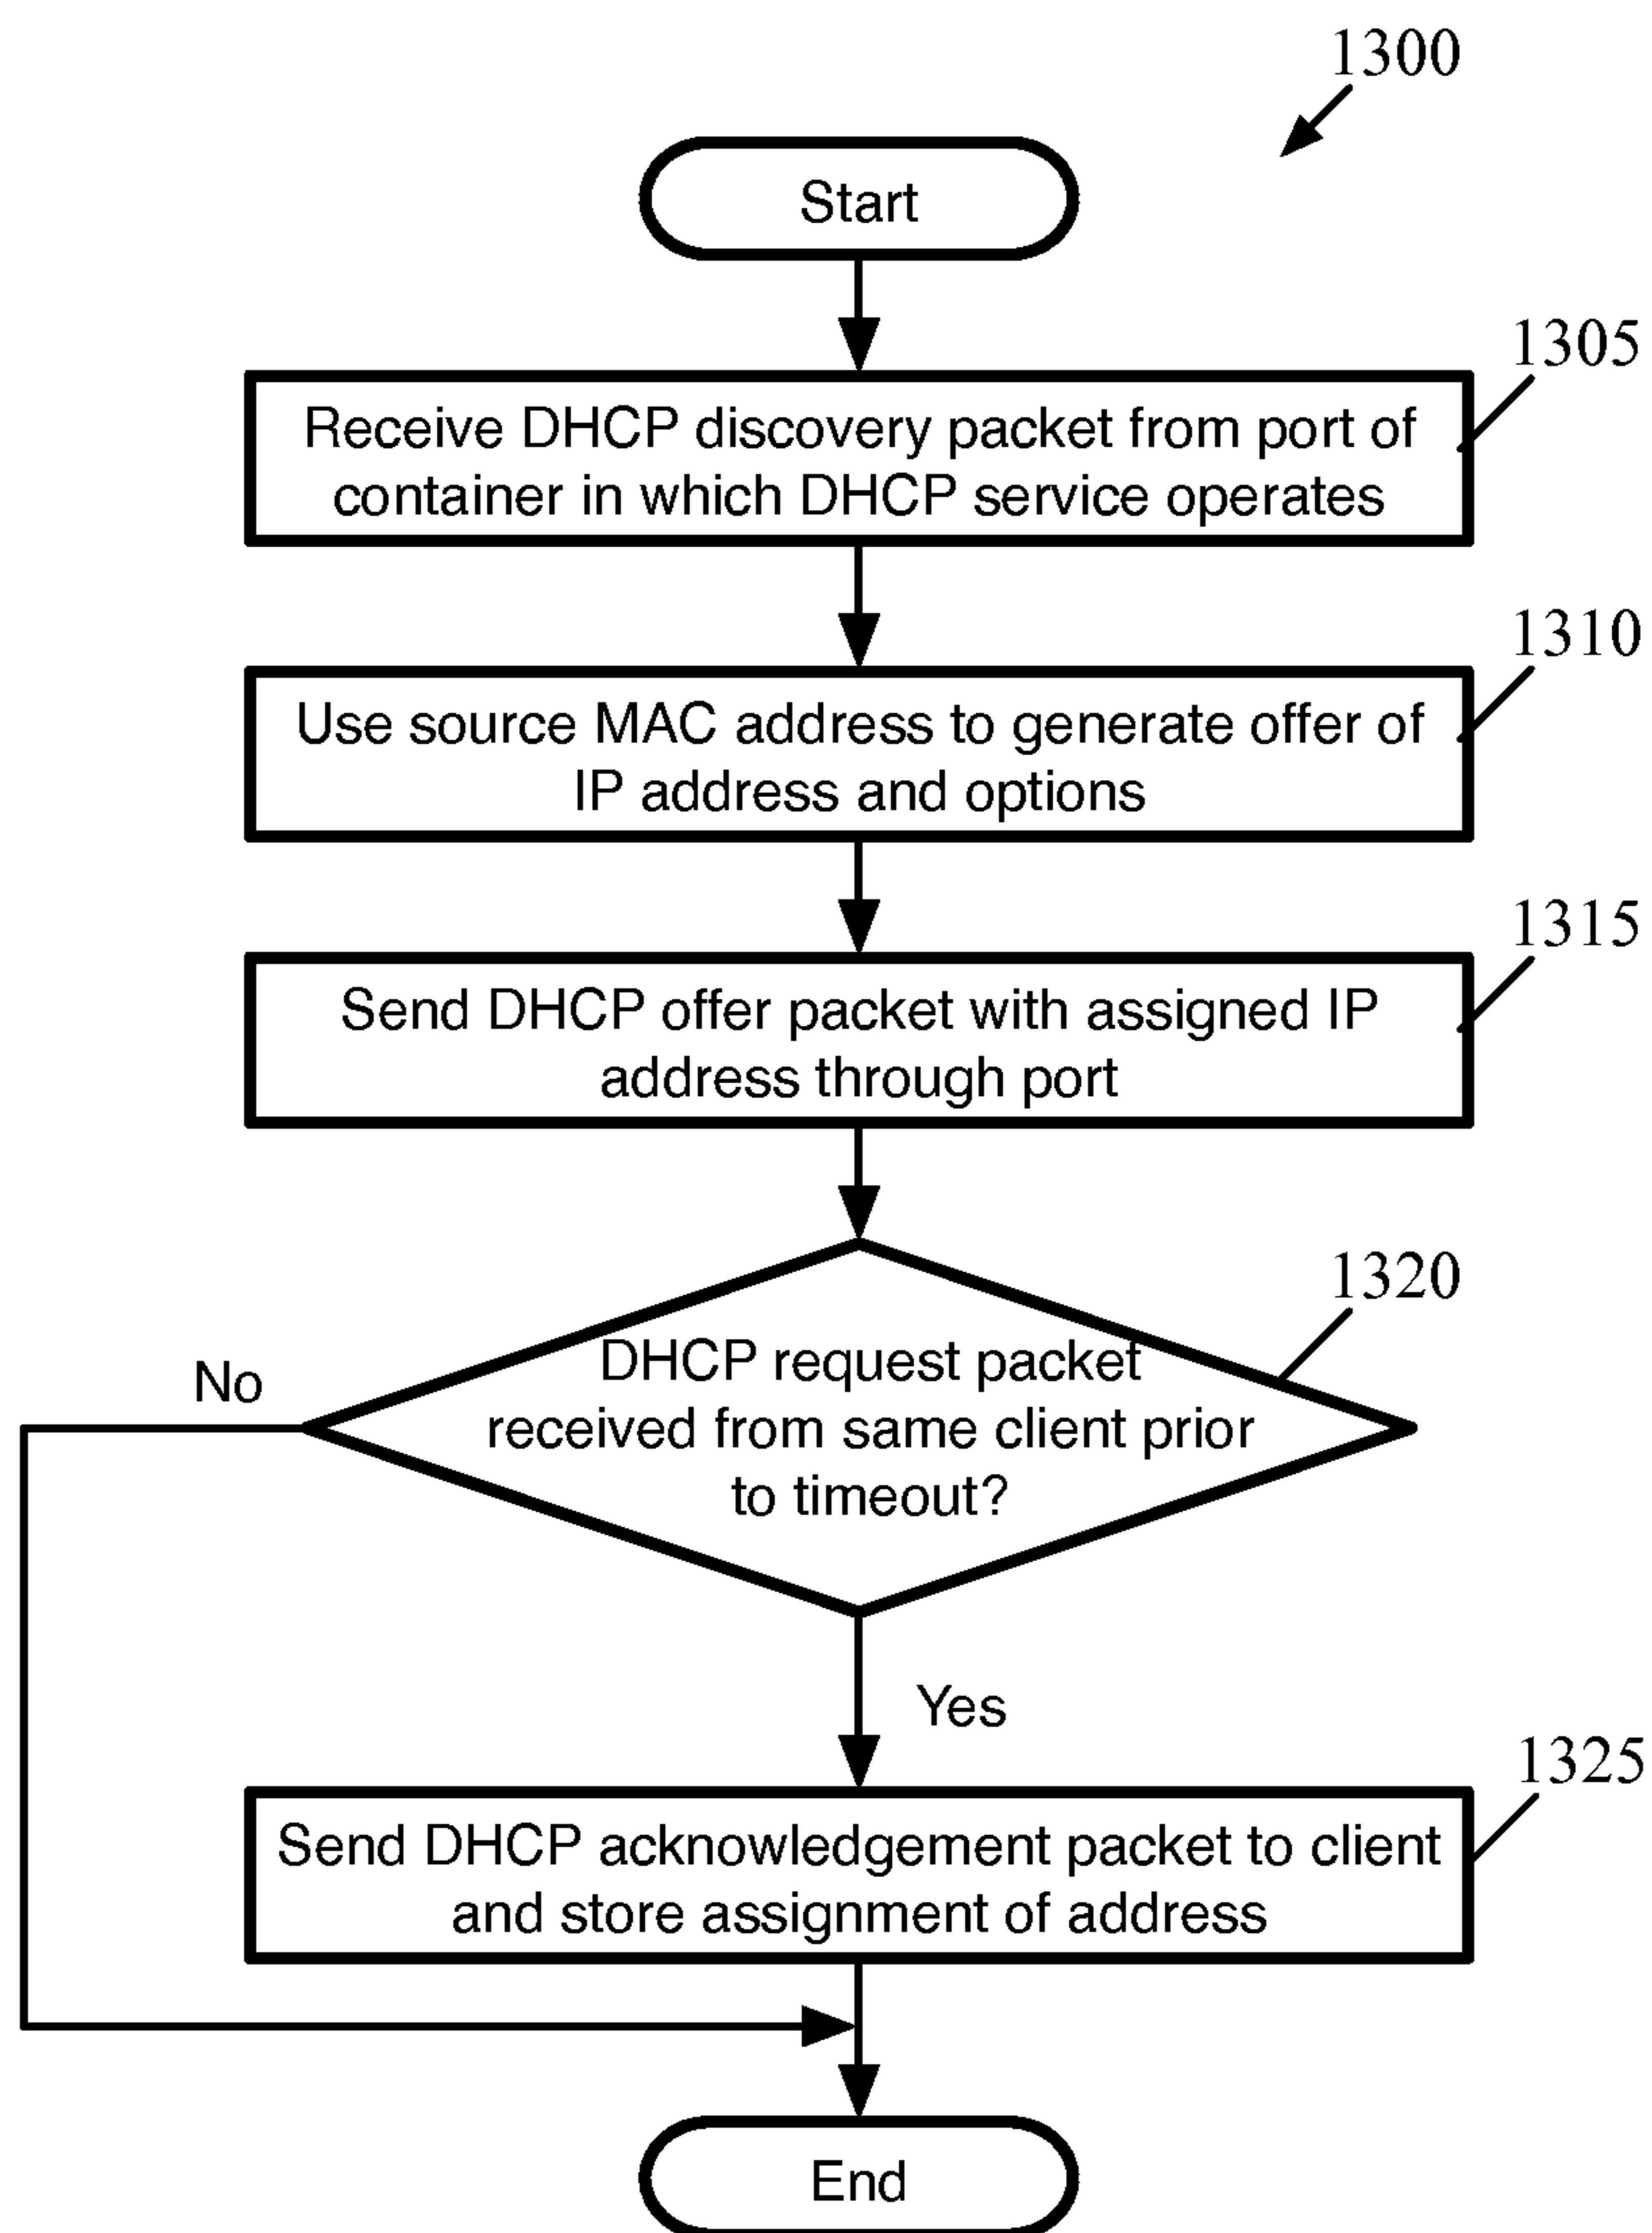 1300
Start
1305
Receive DHCP discovery packet from port of
container in which DHCP service operates
1310
Use source MAC address to generate offer of
IP address and options
1315
Send DHCP offer packet with assigned IP
address through port
1320
DHCP request packet
received from same client prior
to timeout?
No
Yes
1325
Send DHCP acknowledgement packet to client
and store assignment of address
End